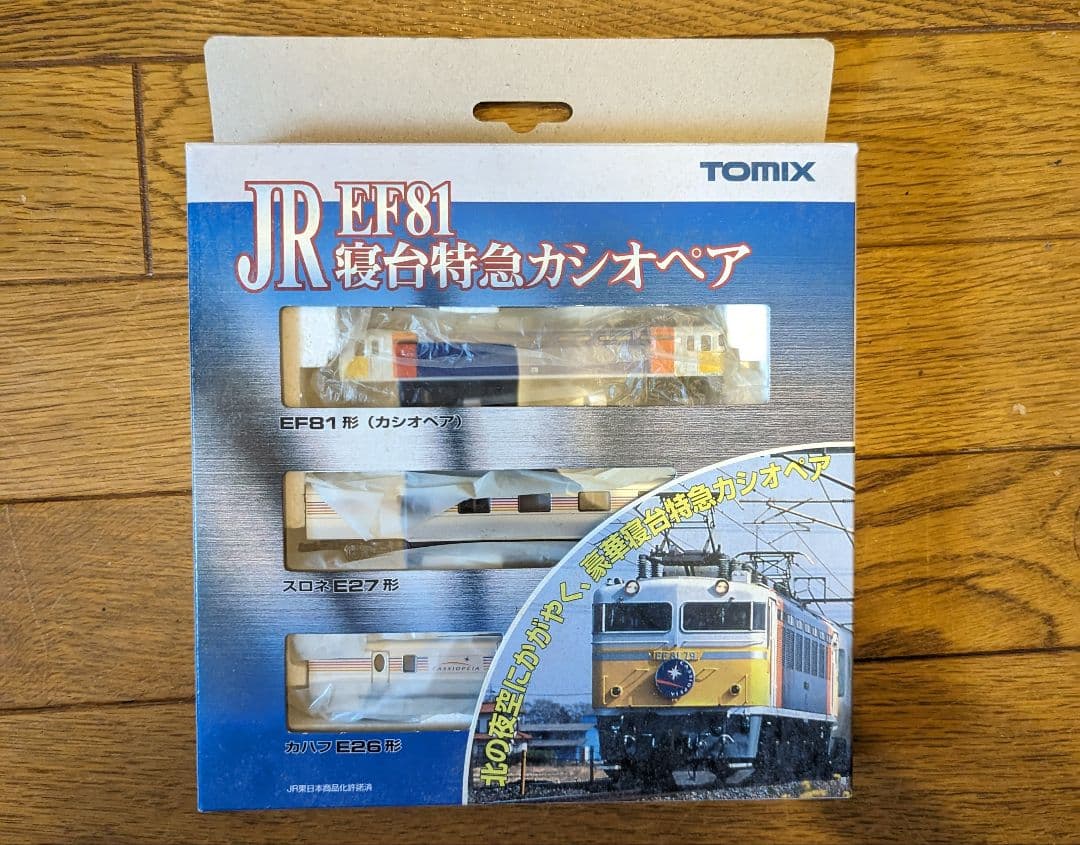 TOMIX
JR EF81
寝台特急カシオペア
EF81形（カシオペア）
スロネE27形
CASSIOPEIA
カハフE26形
北の夜空にかがやく、豪華寝台特急カシオペア
EF81 79
JR東日本商品化許諾済